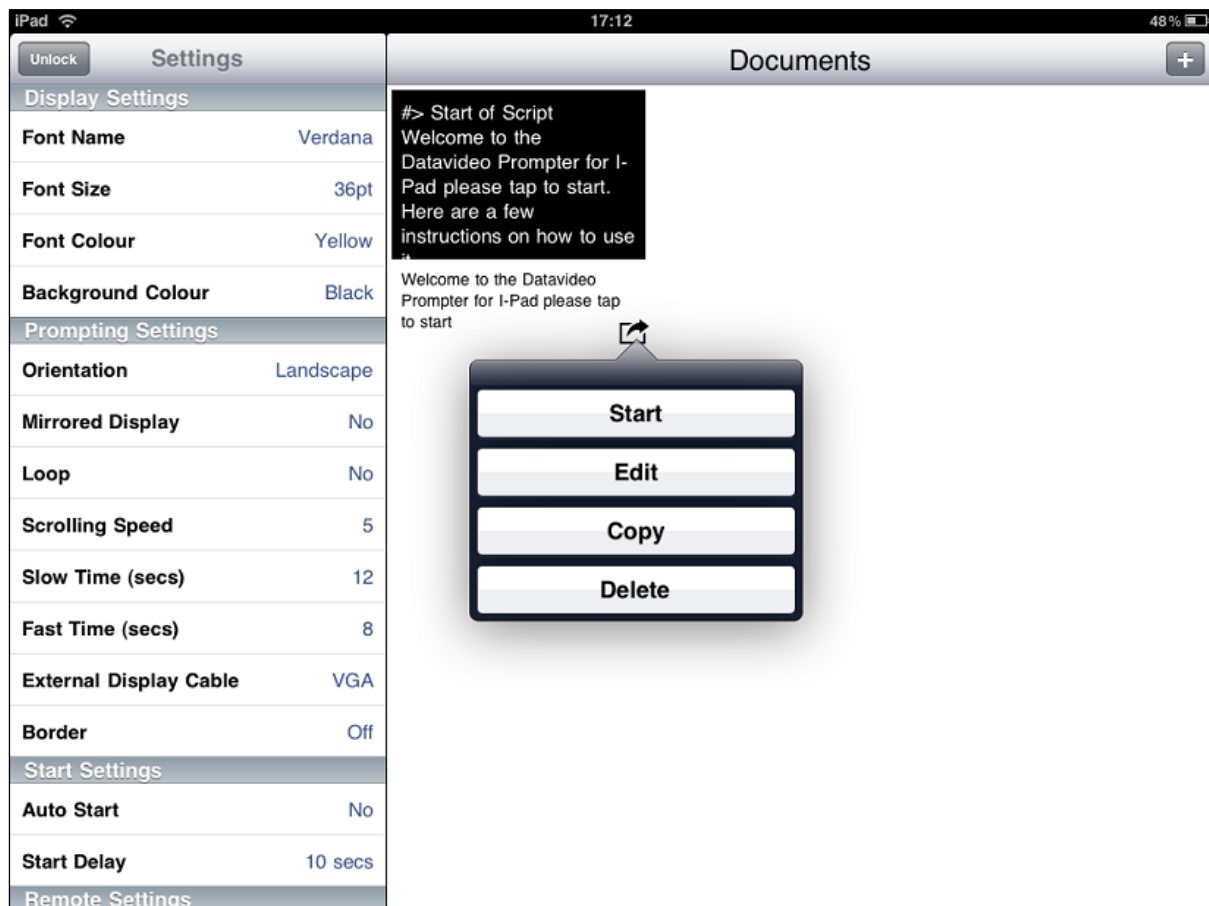 iPad 17:12 48%
Unlock Settings
Documents +
Display Settings
Font Name Verdana
Font Size 36pt
Font Colour Yellow
Background Colour Black
Prompting Settings
Orientation Landscape
Mirrored Display No
Loop No
Scrolling Speed 5
Slow Time (secs) 12
Fast Time (secs) 8
External Display Cable VGA
Border Off
Start Settings
Auto Start No
Start Delay 10 secs
Remote Settings
#> Start of Script
Welcome to the
Datavideo Prompter for I-
Pad please tap to start.
Here are a few
instructions on how to use
it
Welcome to the Datavideo
Prompter for I-Pad please tap
to start
Start
Edit
Copy
Delete